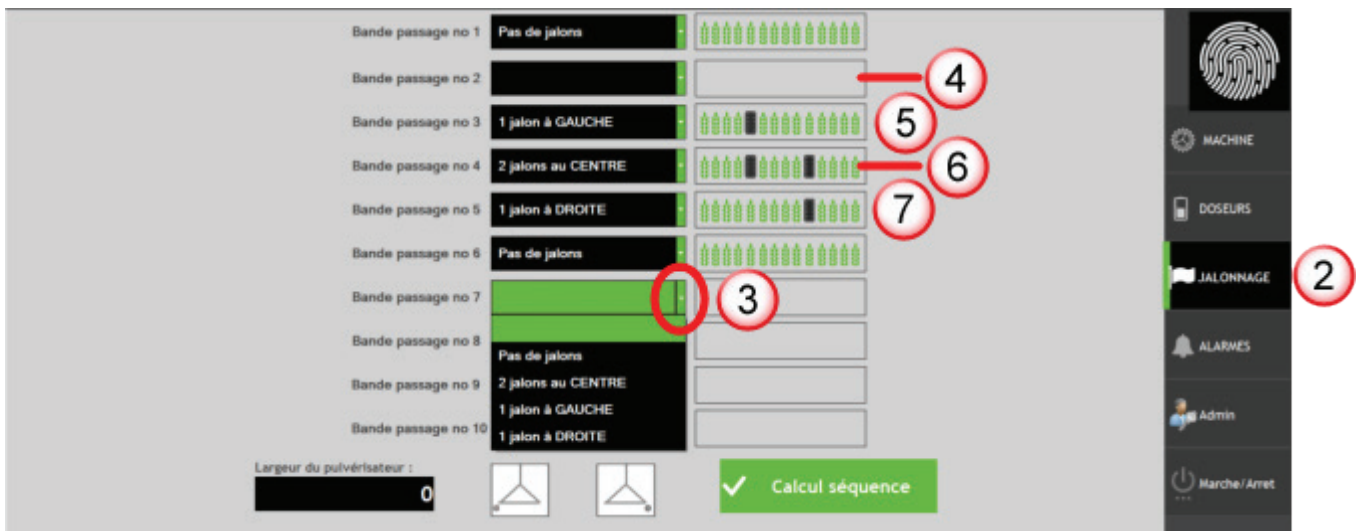 Bande passage no 1 Pas de jalons
Bande passage no 2 4
Bande passage no 3 1 jalon à GAUCHE 5
MACHINE
Bande passage no 4 2 jalons au CENTRE 6
Bande passage no 5 1 jalon à DROITE 7
DOSEURS
Bande passage no 6 Pas de jalons
JALONNAGE 2
Bande passage no 7 3
Bande passage no 8
ALARMES
Pas de jalons
Bande passage no 9 2 jalons au CENTRE
1 jalon à GAUCHE
Admin
Bande passage no 10 1 jalon à DROITE
Largeur du pulvérisateur :
0
Calcul séquence
Marche/Arret